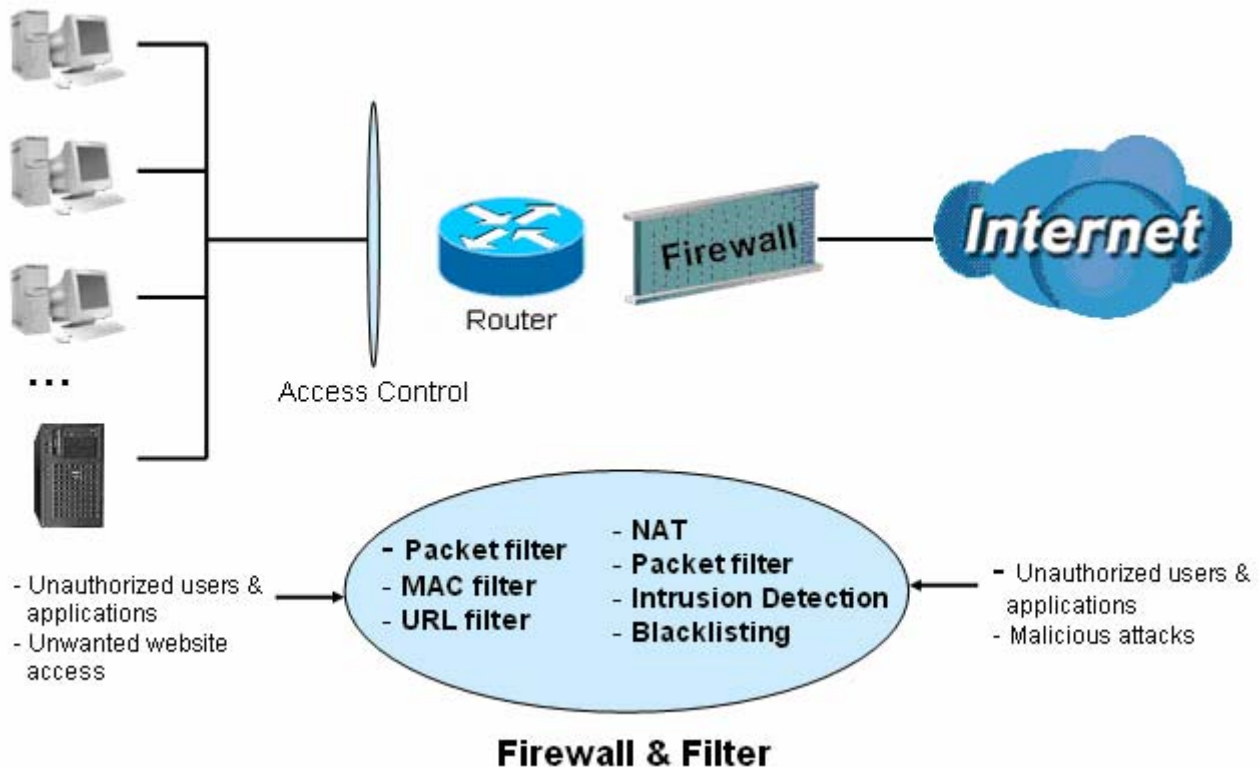 Firewall
Internet
Router
...
Access Control
- Packet filter
- MAC filter
- URL filter
- NAT
- Packet filter
- Intrusion Detection
- Blacklisting
- Unauthorized users &
applications
- Unwanted website
access
- Unauthorized users &
applications
- Malicious attacks
Firewall & Filter